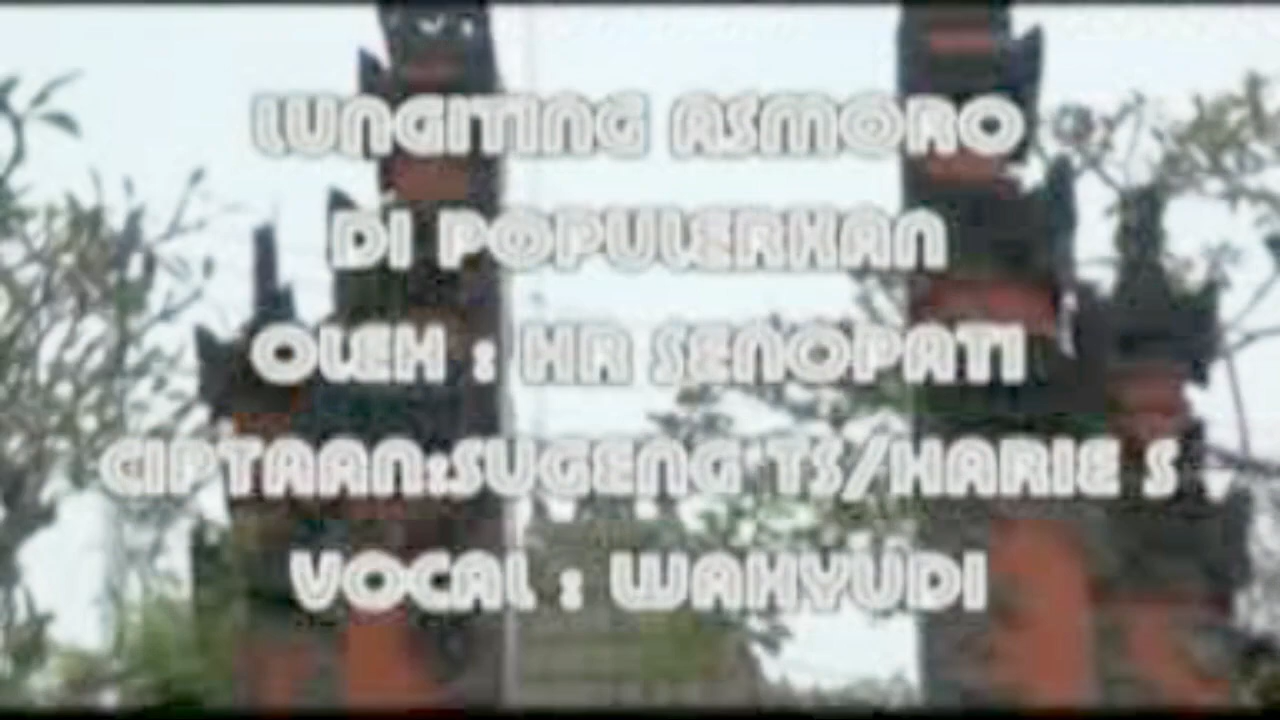 LUNGITING ASMORO
DI POPULERKAN
OLEH : HR SENOPATI
CIPTAAN:SUGENG TS/HARIE S
VOCAL : WAHYUDI